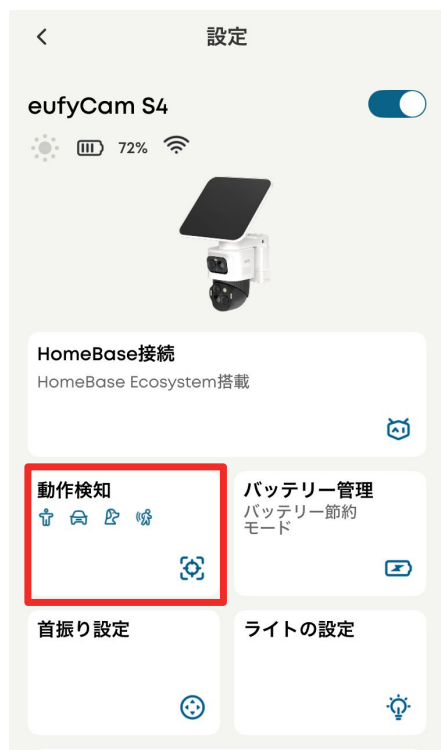 設定
eufyCam S4
72%
HomeBase接続
HomeBase Ecosystem搭載
AI
動作検知
バッテリー管理
バッテリー節約
モード
首振り設定
ライトの設定